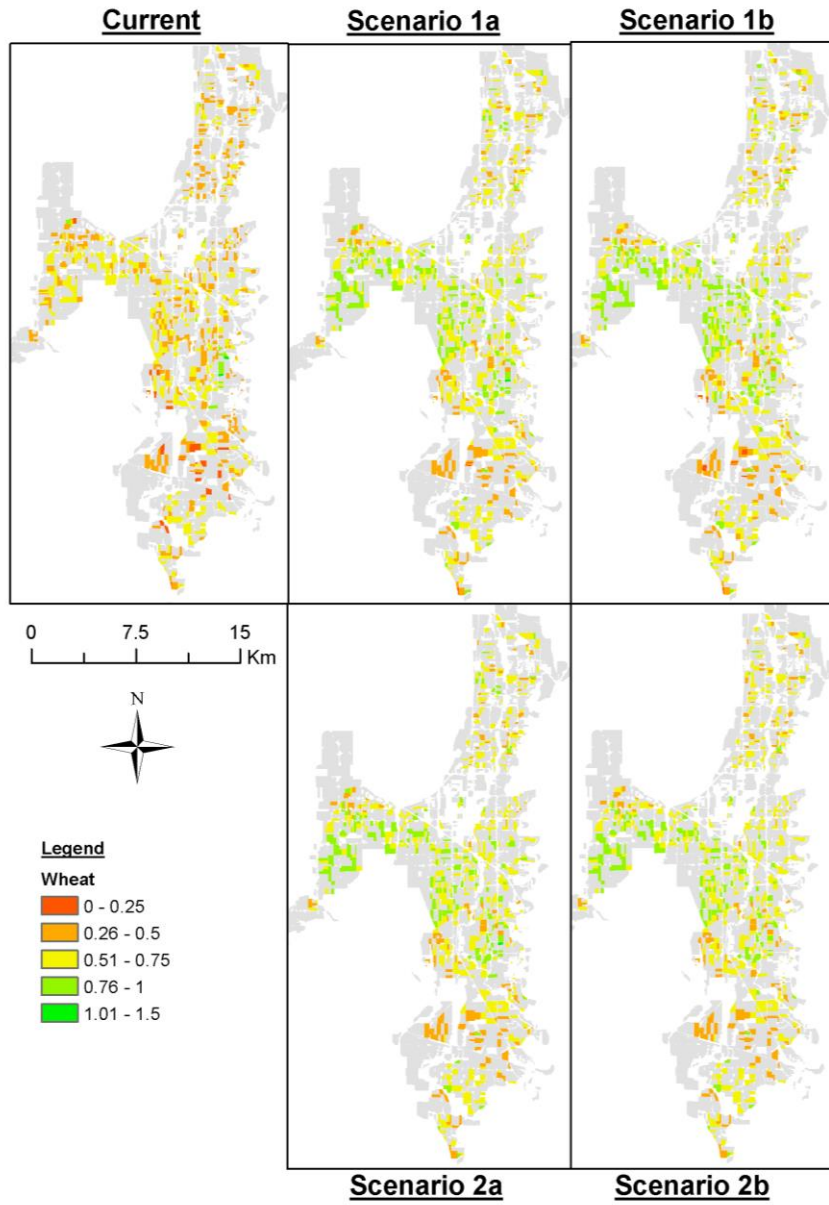 Current
Scenario 1a
Scenario 1b
0 7.5 15
Km
N
Legend
Wheat
0 - 0.25
0.26 - 0.5
0.51 - 0.75
0.76 - 1
1.01 - 1.5
Scenario 2a
Scenario 2b